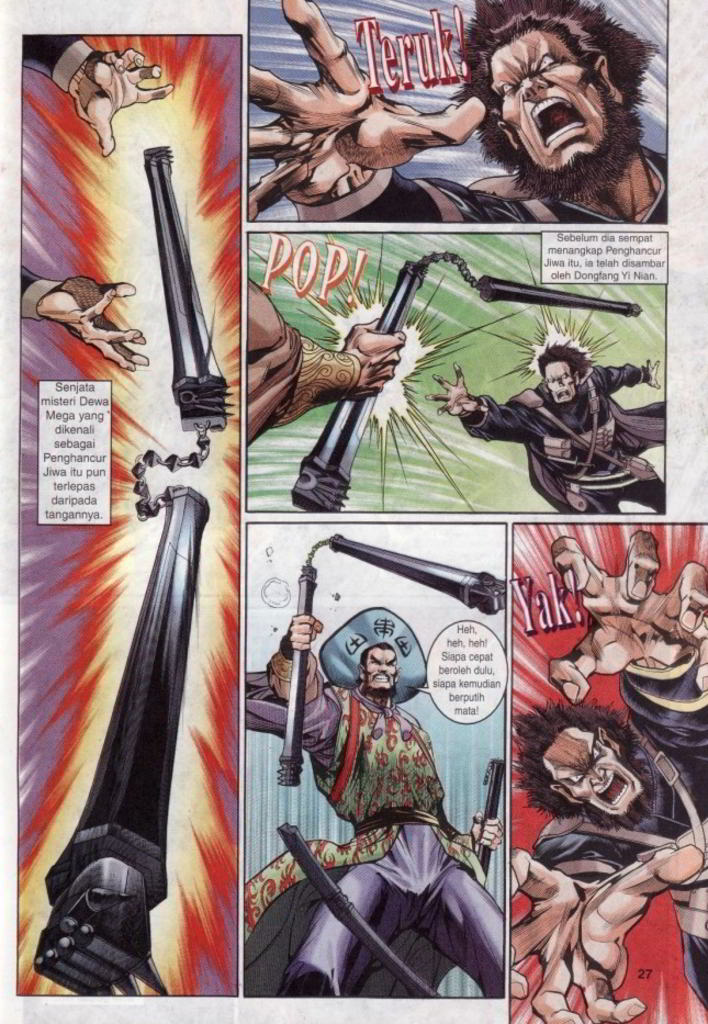 Senjata
misteri Dewa
Mega yang
dikenali
sebagai
Penghancur
Jiwa itu pun
terlepas
daripada
tangannya.
Teruk!
POP!
Sebelum dia sempat
menangkap Penghancur
Jiwa itu, ia telah disambar
oleh Dongfang Yi Nian.
Heh,
heh, heh!
Siapa cepat
beroleh dulu,
siapa kemudian
berputih
mata!
Yak!
27